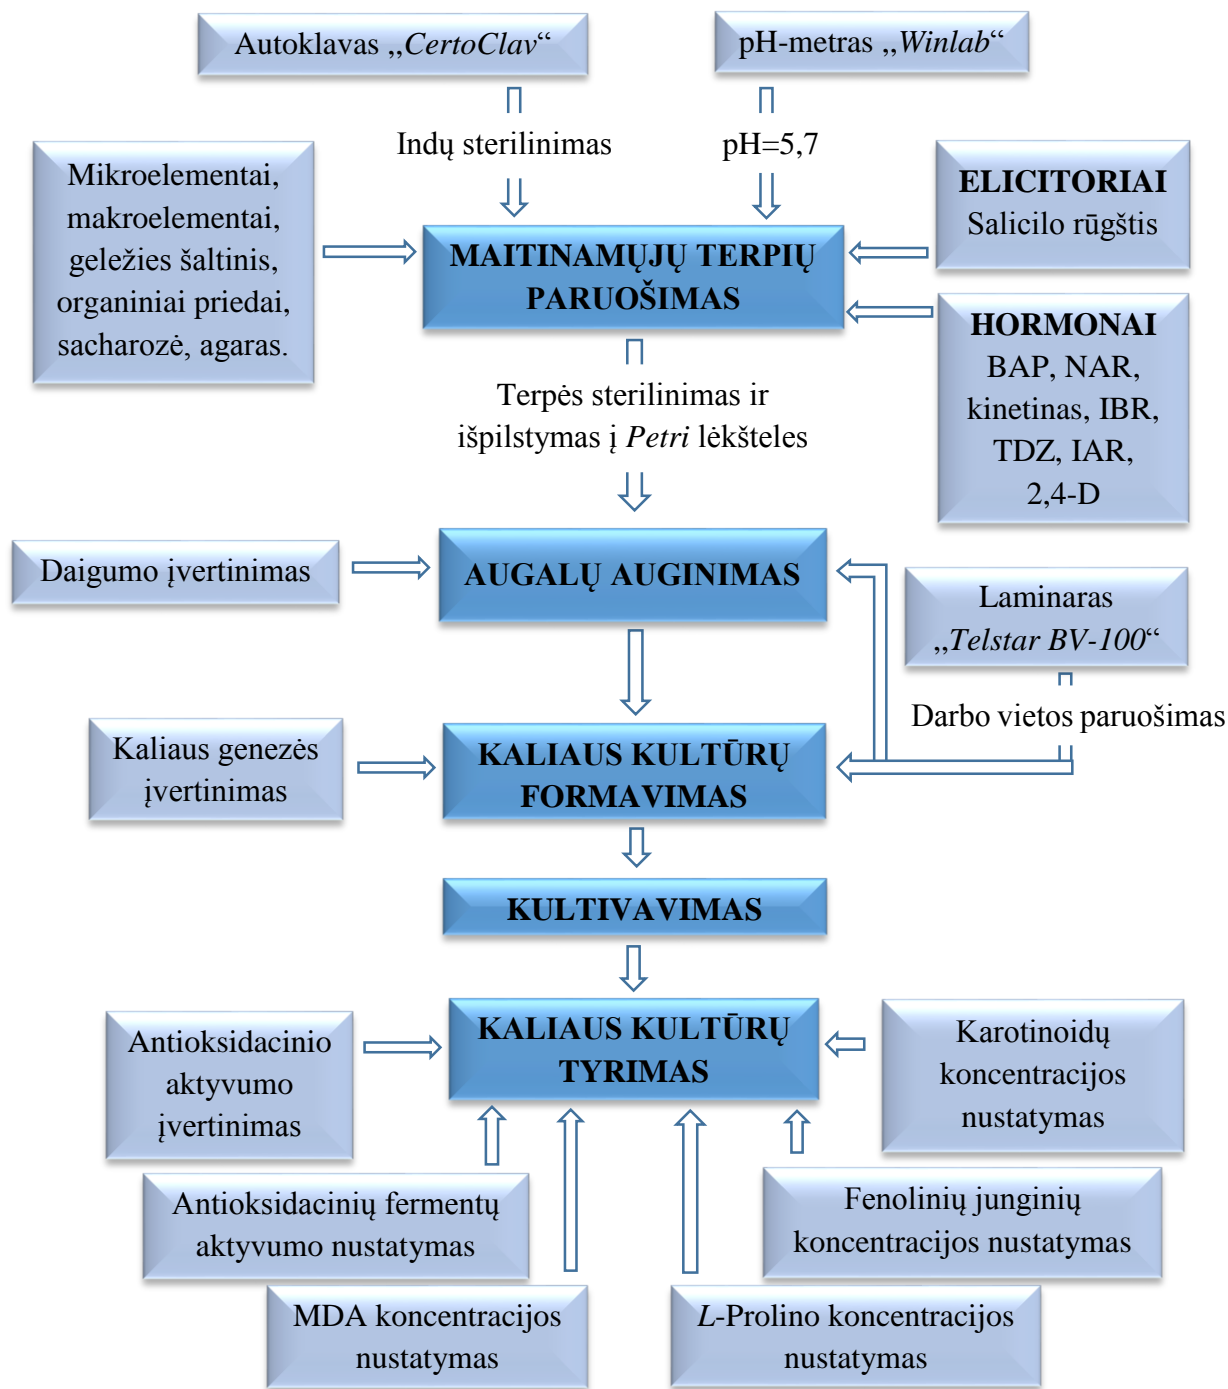 Autoklavas „CertoClav“
pH-metras „Winlab“
Indų sterilinimas
pH=5,7
Mikroelementai,
makroelementai,
geležies šaltinis,
organiniai priedai,
sacharozė, agaras.
ELICITORIAI
Salicilo rūgštis
MAITINAMŲJŲ TERPIŲ
PARUOŠIMAS
HORMONAI
BAP, NAR,
kinetinas, IBR,
TDZ, IAR,
2,4-D
Terpės sterilinimas ir
išpilstymas į Petri lėkšteles
Daigumo įvertinimas
AUGALŲ AUGINIMAS
Laminaras
„Telstar BV-100“
Darbo vietos paruošimas
Kaliaus genezės
įvertinimas
KALIAUS KULTŪRŲ
FORMAVIMAS
KULTIVAVIMAS
KALIAUS KULTŪRŲ
TYRIMAS
Antioksidacinio
aktyvumo
įvertinimas
Karotinoidų
koncentracijos
nustatymas
Antioksidacinių fermentų
aktyvumo nustatymas
Fenolinių junginių
koncentracijos nustatymas
MDA koncentracijos
nustatymas
L-Prolino koncentracijos
nustatymas